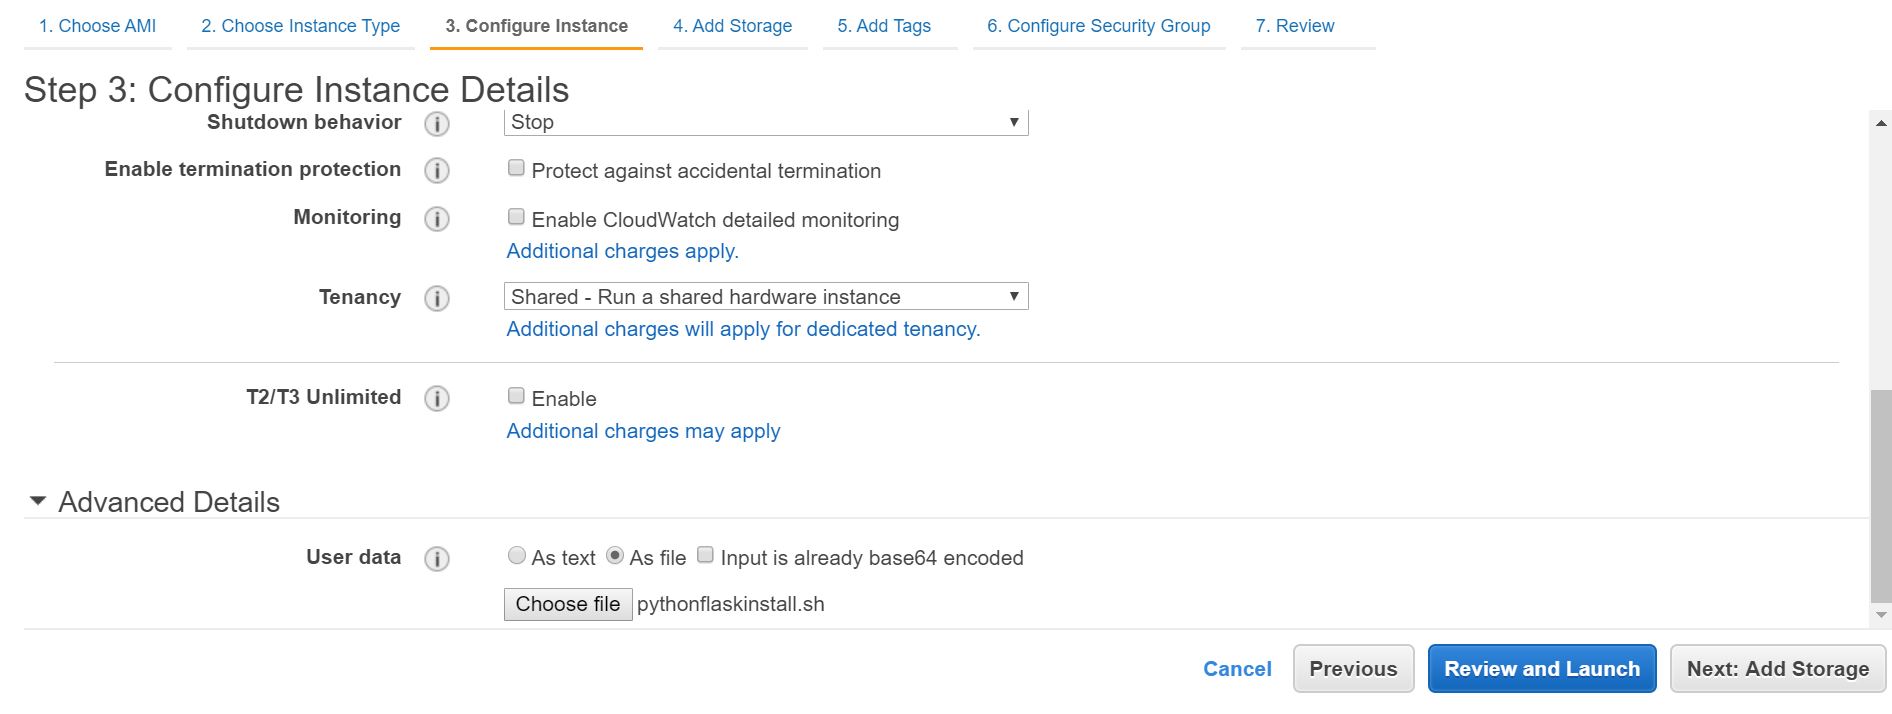 1. Choose AMI 2. Choose Instance Type 3. Configure Instance 4. Add Storage 5. Add Tags 6. Configure Security Group 7. Review
Step 3: Configure Instance Details
Shutdown behavior i Stop
Enable termination protection i Protect against accidental termination
Monitoring i Enable CloudWatch detailed monitoring
Additional charges apply.
Tenancy i Shared - Run a shared hardware instance
Additional charges will apply for dedicated tenancy.
T2/T3 Unlimited i Enable
Additional charges may apply
Advanced Details
User data i As text As file Input is already base64 encoded
Choose file pythonflaskinstall.sh
Cancel Previous Review and Launch Next: Add Storage